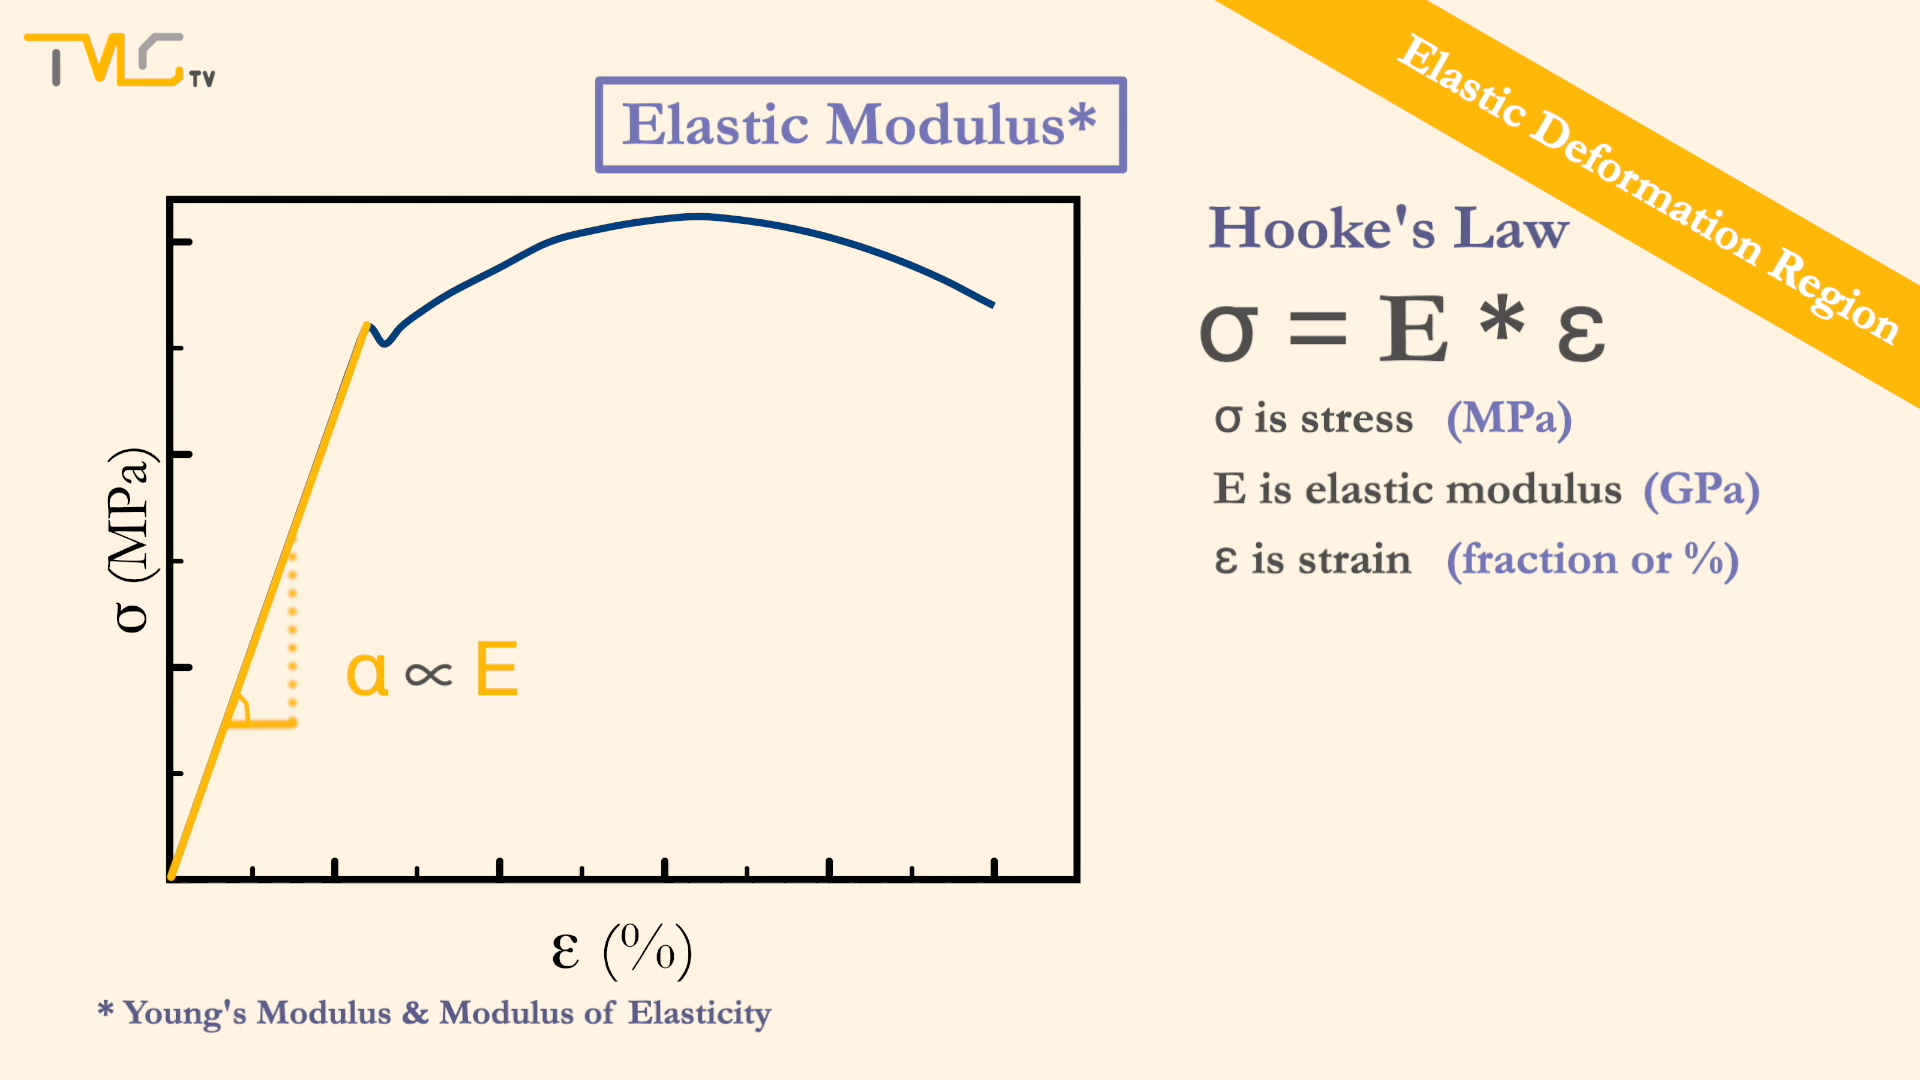 TMC TV
Elastic Deformation Region
Elastic Modulus*
Hooke's Law
σ = E * ε
σ is stress (MPa)
E is elastic modulus (GPa)
ε is strain (fraction or %)
σ (MPa)
α ∝ E
ε (%)
* Young's Modulus & Modulus of Elasticity